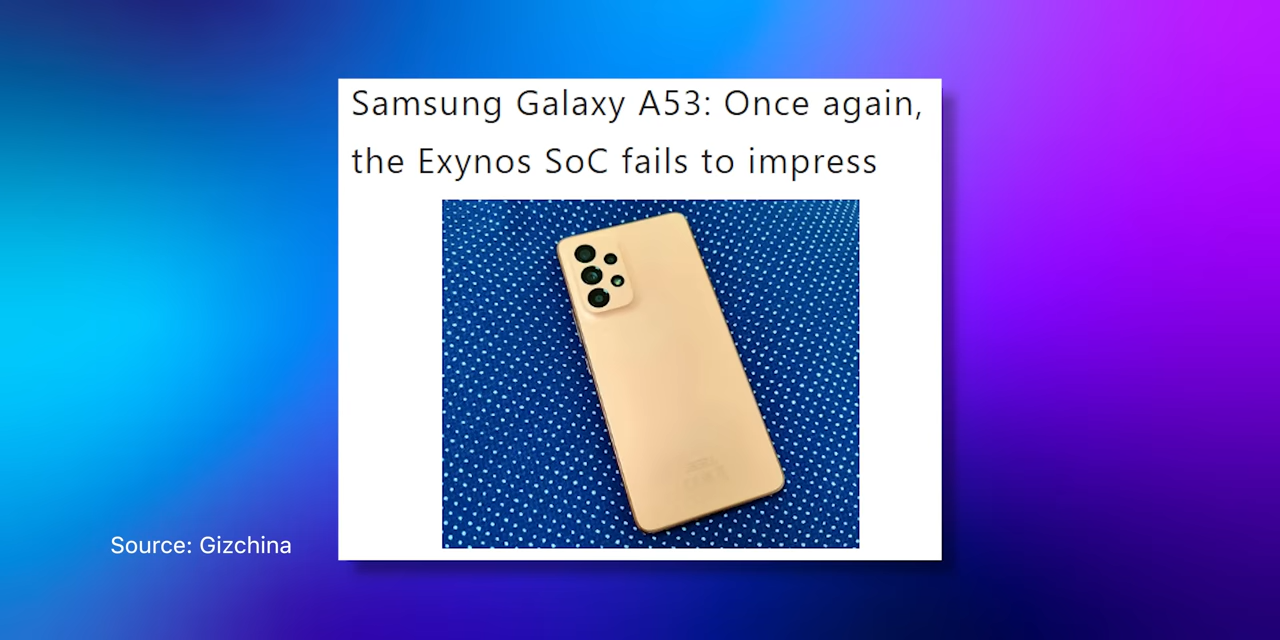 Samsung Galaxy A53: Once again,
the Exynos SoC fails to impress
Source: Gizchina